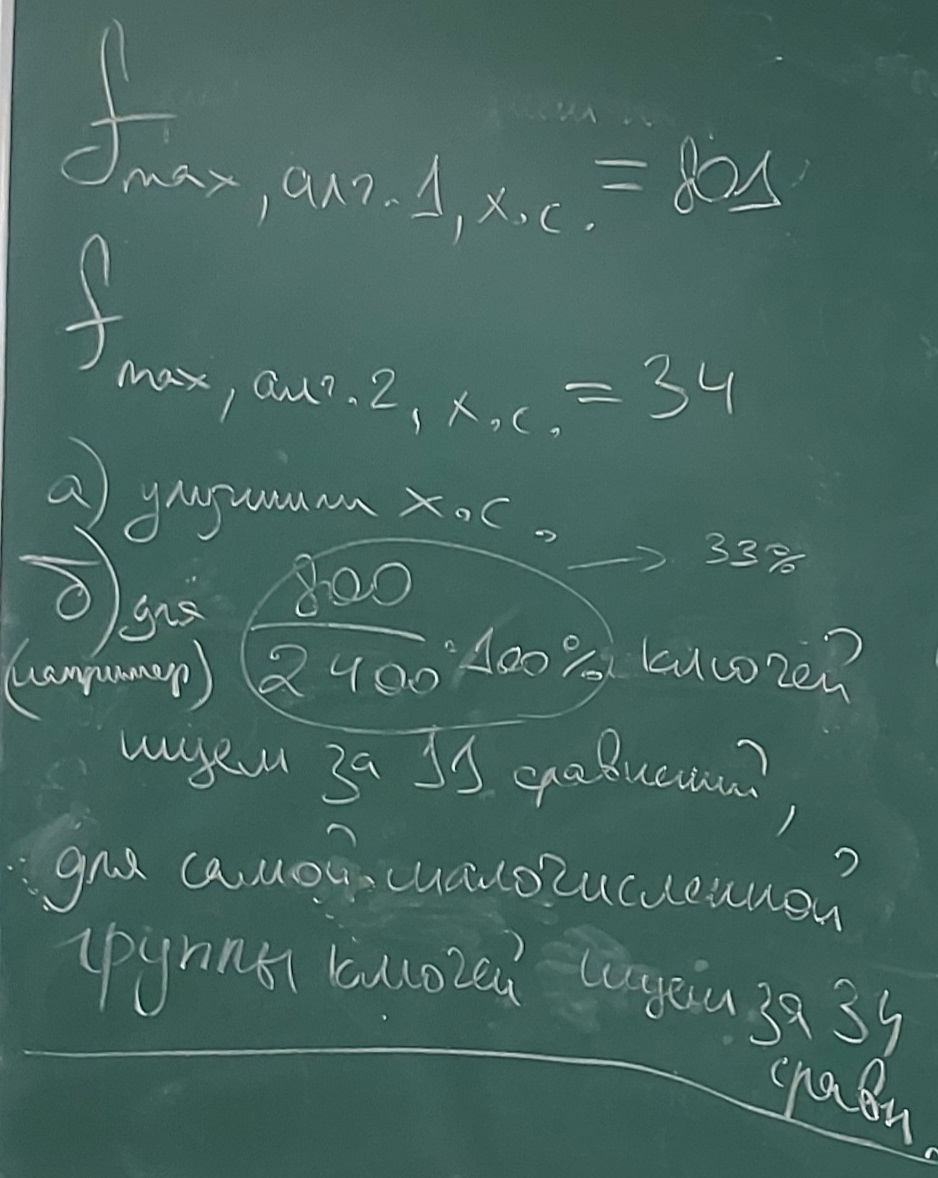 f max, алг.1, х.с. = 801
f max, алг.2, х.с. = 34
а) улучшили х.с.
→ 33%
б) для 800/2400 · 100% ключей
(например)
ищем за 11 сравнений,
для самой малочисленной
группы ключей ищем за 34
сравн.